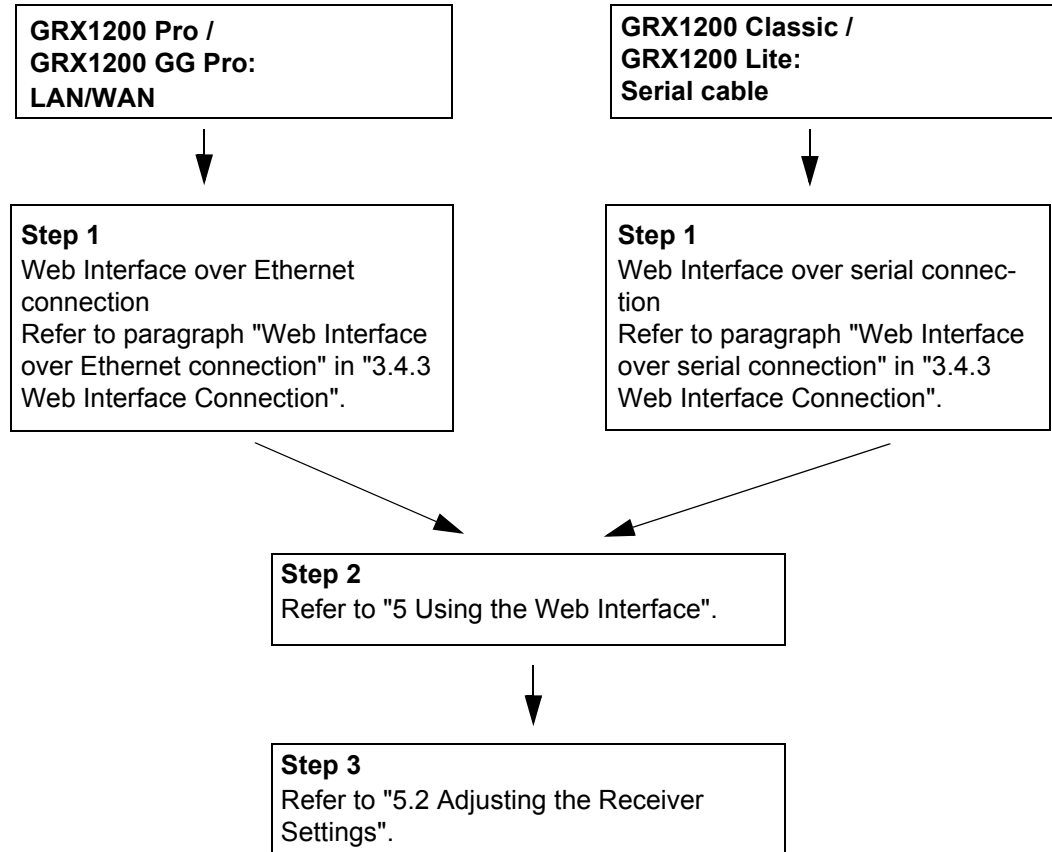 GRX1200 Pro /
GRX1200 GG Pro:
LAN/WAN
GRX1200 Classic /
GRX1200 Lite:
Serial cable
Step 1
Web Interface over Ethernet
connection
Refer to paragraph "Web Interface
over Ethernet connection" in "3.4.3
Web Interface Connection".
Step 1
Web Interface over serial connec-
tion
Refer to paragraph "Web Interface
over serial connection" in "3.4.3
Web Interface Connection".
Step 2
Refer to "5 Using the Web Interface".
Step 3
Refer to "5.2 Adjusting the Receiver
Settings".